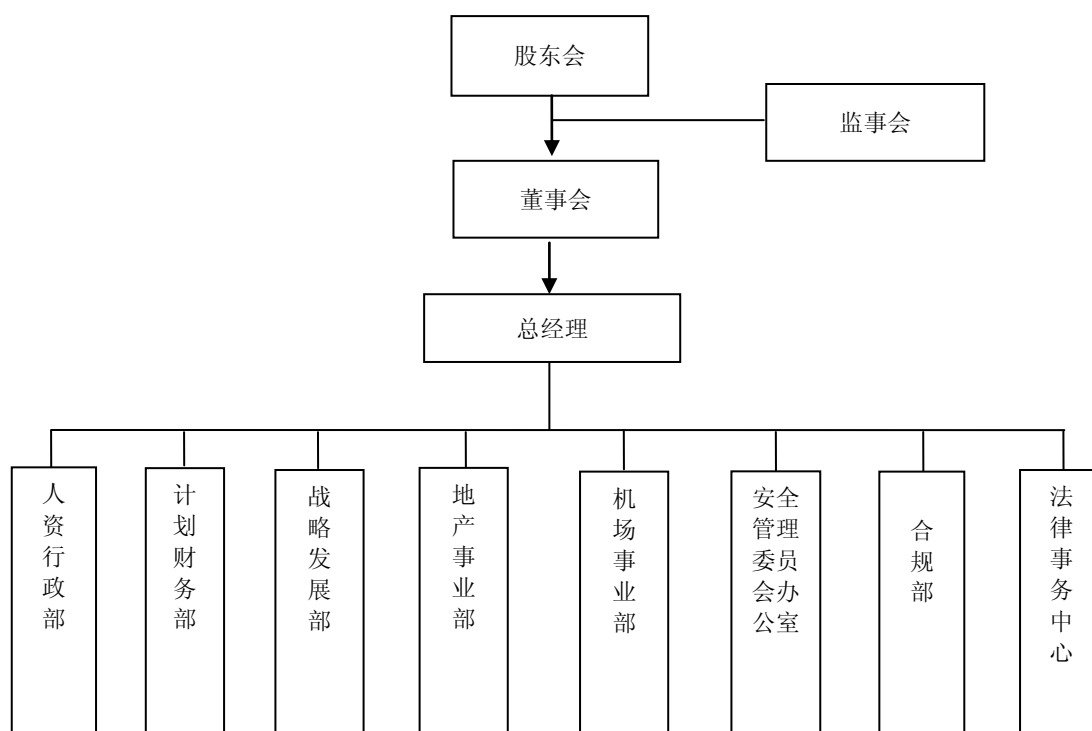 股东会
监事会
董事会
总经理
人资行政部
计划财务部
战略发展部
地产事业部
机场事业部
安全管理委员会办公室
合规部
法律事务中心